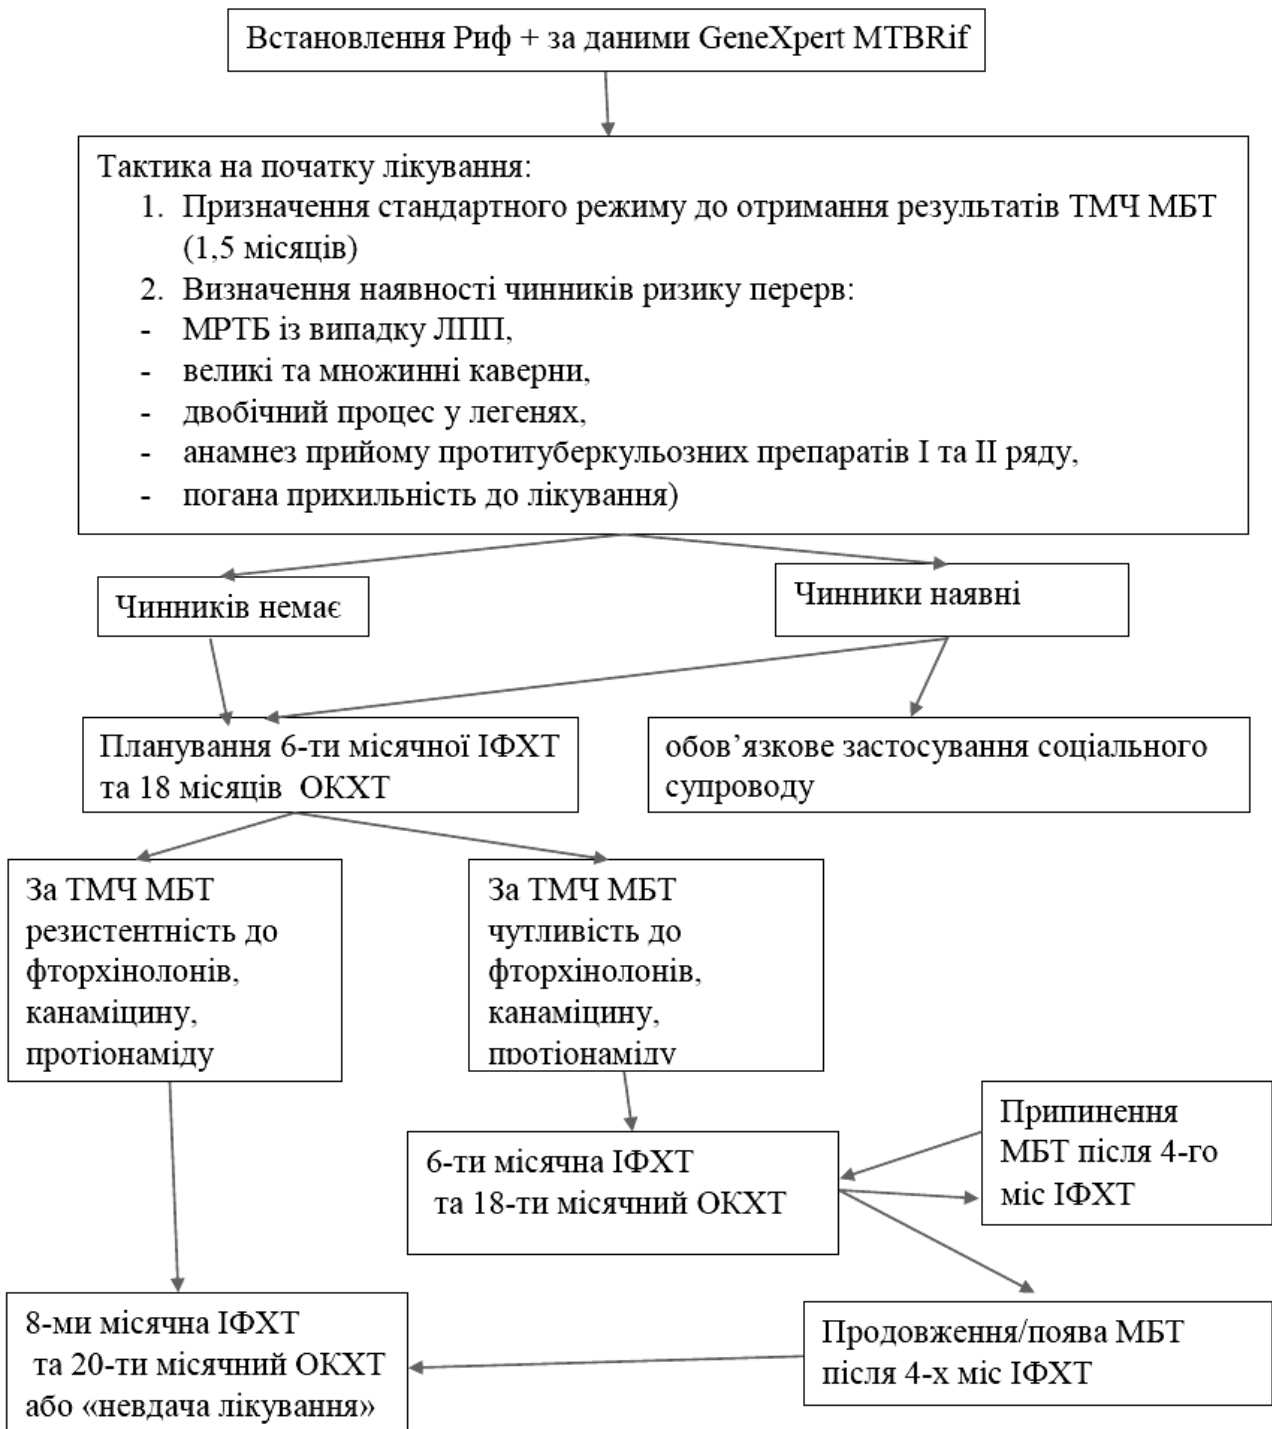 Встановлення Риф + за даними GeneXpert MTBRif
Тактика на початку лікування:
1. Призначення стандартного режиму до отримання результатів ТМЧ МБТ
(1,5 місяців)
2. Визначення наявності чинників ризику перерв:
- МРТБ із випадку ЛПП,
- великі та множинні каверни,
- двобічний процес у легенях,
- анамнез прийому протитуберкульозних препаратів І та ІІ ряду,
- погана прихильність до лікування)
Чинників немає
Чинники наявні
Планування 6-ти місячної ІФХТ
та 18 місяців ОКХТ
обов’язкове застосування соціального
супроводу
За ТМЧ МБТ
резистентність до
фторхінолонів,
канаміцину,
протіонаміду
За ТМЧ МБТ
чутливість до
фторхінолонів,
канаміцину,
протіонаміду
Припинення
МБТ після 4-го
міс ІФХТ
6-ти місячна ІФХТ
та 18-ти місячний ОКХТ
8-ми місячна ІФХТ
та 20-ти місячний ОКХТ
або «невдача лікування»
Продовження/поява МБТ
після 4-х міс ІФХТ